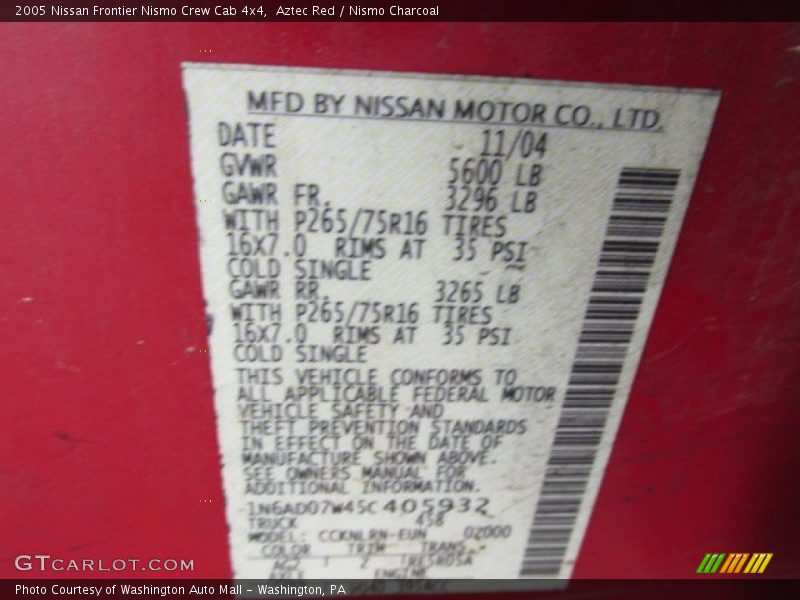 2005 Nissan Frontier Nismo Crew Cab 4x4, Aztec Red / Nismo Charcoal
MFD BY NISSAN MOTOR CO., LTD.
DATE 11/04
GVWR 5600 LB
GAWR FR. 3296 LB
WITH P265/75R16 TIRES
16X7.0 RIMS AT 35 PSI
COLD SINGLE
GAWR RR. 3265 LB
WITH P265/75R16 TIRES
16X7.0 RIMS AT 35 PSI
COLD SINGLE
THIS VEHICLE CONFORMS TO
ALL APPLICABLE FEDERAL MOTOR
VEHICLE SAFETY AND
THEFT PREVENTION STANDARDS
IN EFFECT ON THE DATE OF
MANUFACTURE SHOWN ABOVE.
SEE OWNERS MANUAL FOR
ADDITIONAL INFORMATION.
1N6AD07W45C405932
TRUCK 458
MODEL: CCKNLRN-EUN 02000
COLOR TRIM TRANS
AXLE ENGINE
GTCARLOT.COM
Photo Courtesy of Washington Auto Mall – Washington, PA